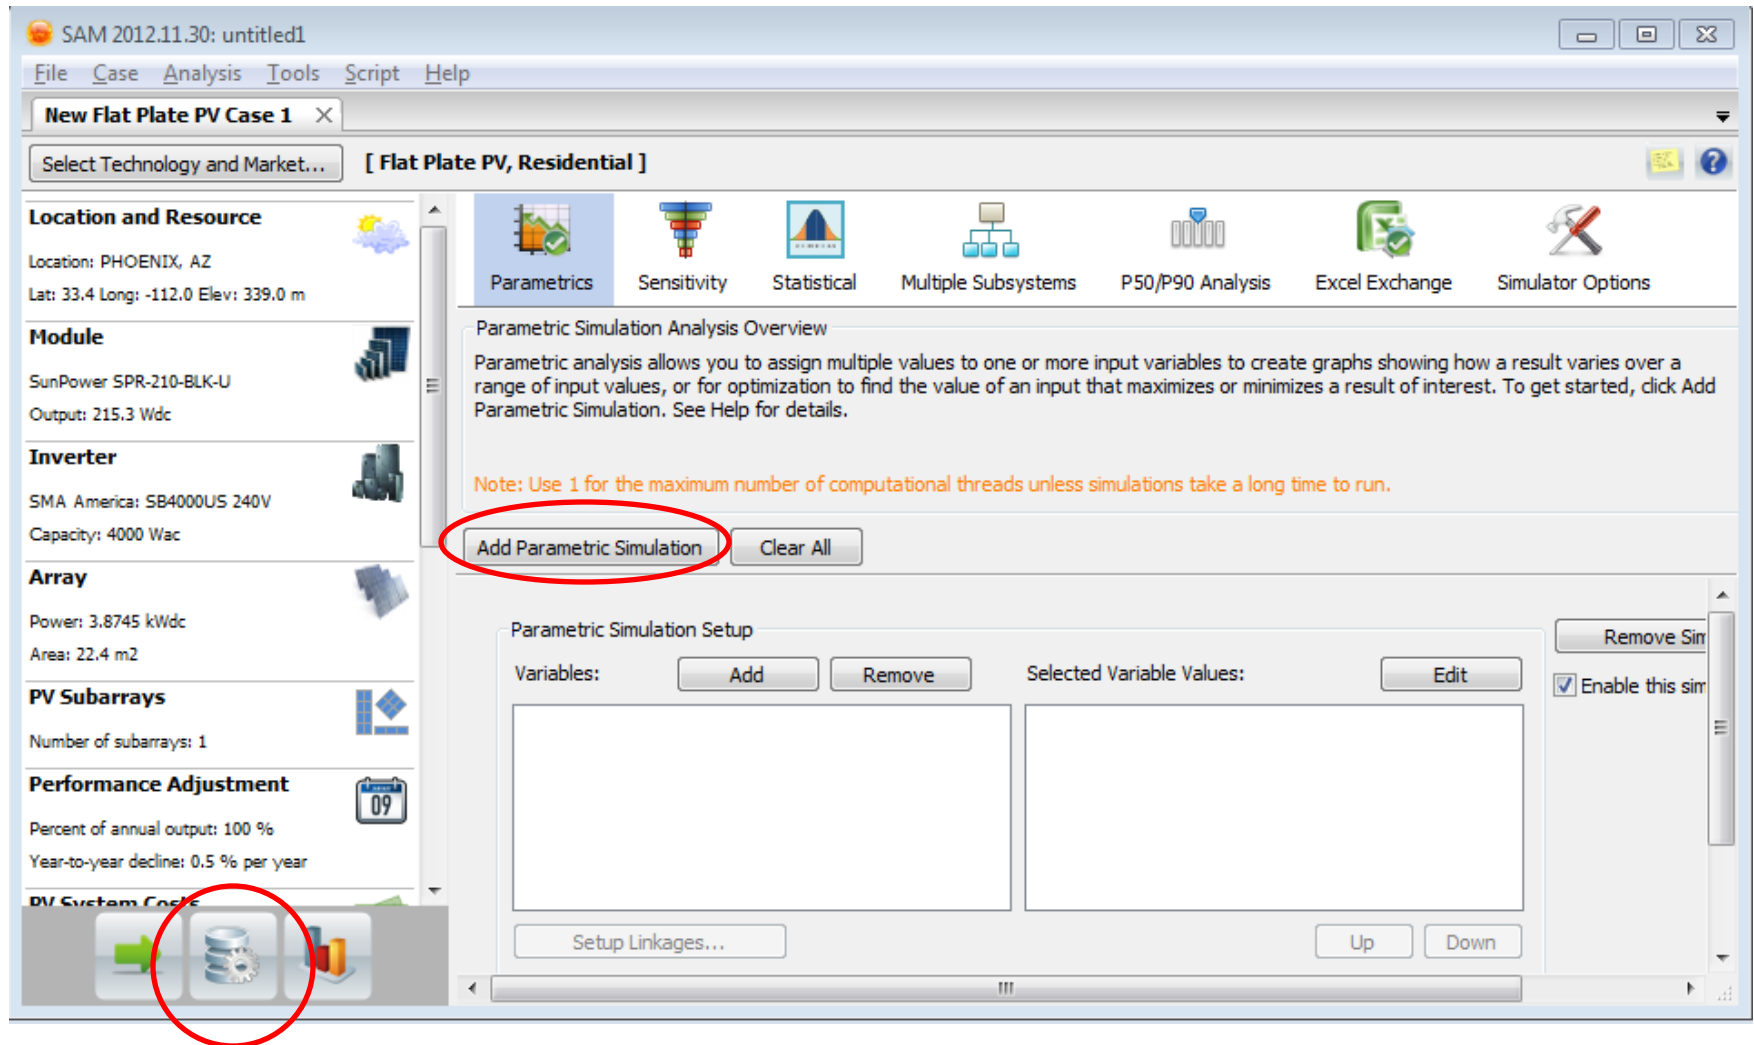 SAM 2012.11.30: untitled1
File Case Analysis Tools Script Help
New Flat Plate PV Case 1
Select Technology and Market... [ Flat Plate PV, Residential ]
Location and Resource
Location: PHOENIX, AZ
Lat: 33.4 Long: -112.0 Elev: 339.0 m
Module
SunPower SPR-210-BLK-U
Output: 215.3 Wdc
Inverter
SMA America: SB4000US 240V
Capacity: 4000 Wac
Array
Power: 3.8745 kWdc
Area: 22.4 m2
PV Subarrays
Number of subarrays: 1
Performance Adjustment
09
Percent of annual output: 100 %
Year-to-year decline: 0.5 % per year
PV System Costs
Parametrics Sensitivity Statistical Multiple Subsystems P50/P90 Analysis Excel Exchange Simulator Options
Parametric Simulation Analysis Overview
Parametric analysis allows you to assign multiple values to one or more input variables to create graphs showing how a result varies over a
range of input values, or for optimization to find the value of an input that maximizes or minimizes a result of interest. To get started, click Add
Parametric Simulation. See Help for details.
Note: Use 1 for the maximum number of computational threads unless simulations take a long time to run.
Add Parametric Simulation Clear All
Parametric Simulation Setup
Variables: Add Remove Selected Variable Values: Edit
Remove Sim
Enable this sim
Setup Linkages... Up Down